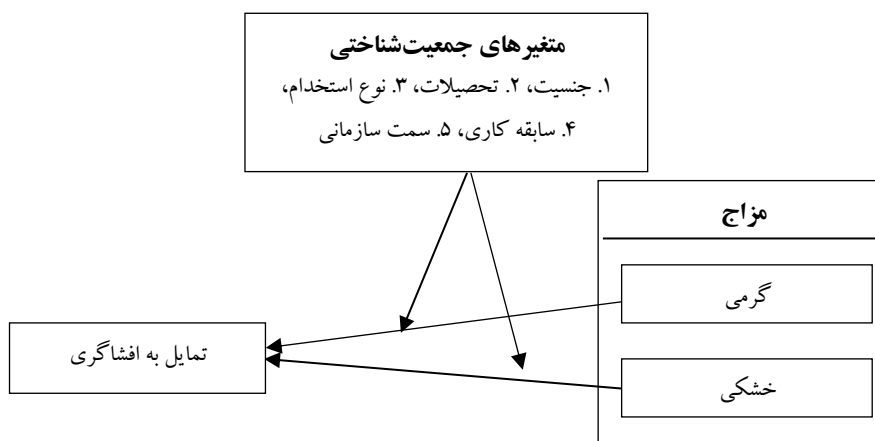 متغیرهای جمعیت‌شناختی
۱. جنسیت، ۲. تحصیلات، ۳. نوع استخدام،
۴. سابقه کاری، ۵. سمت سازمانی
مزاج
گرمی
تمایل به افشاگری
خشکی